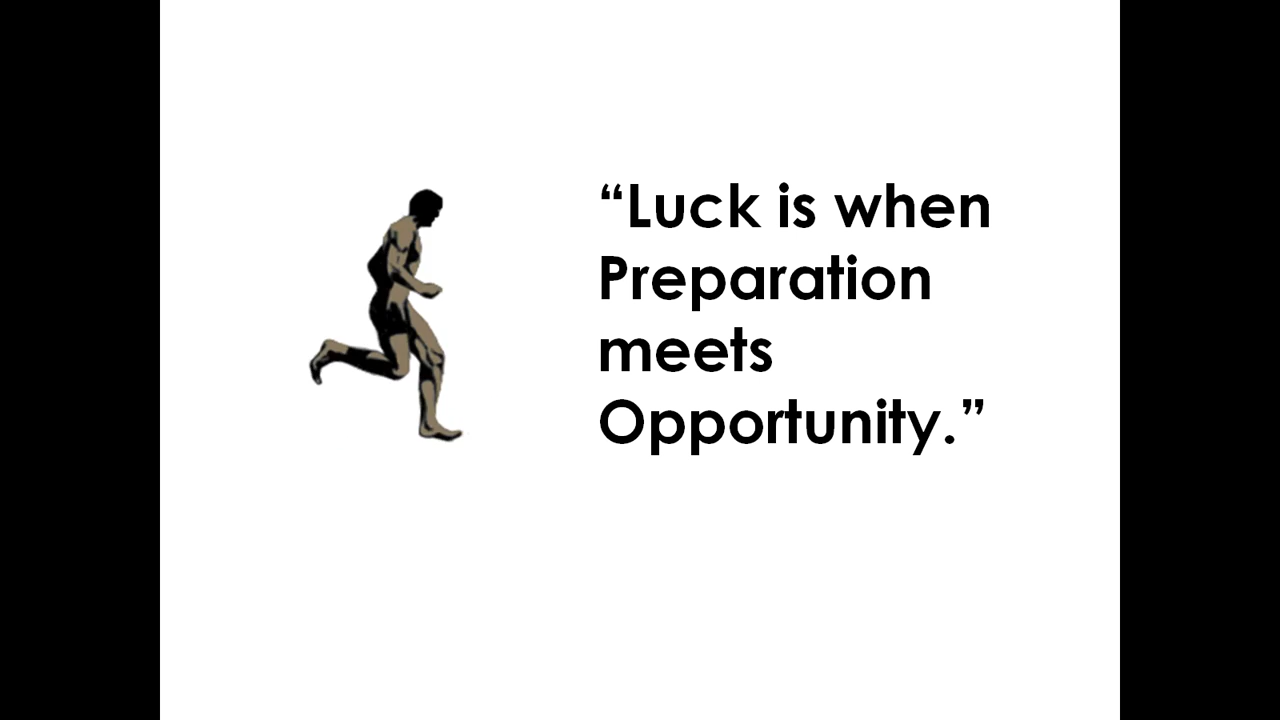 “Luck is when
Preparation
meets
Opportunity.”